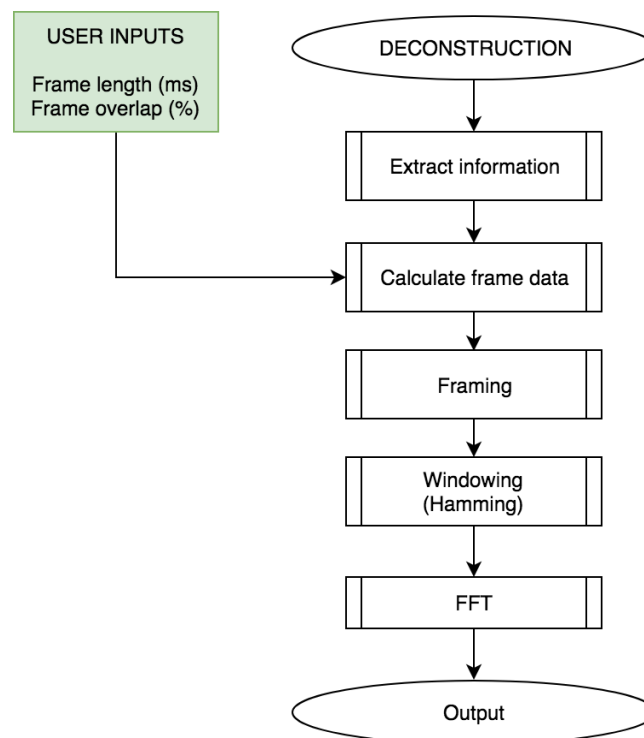 USER INPUTS
Frame length (ms)
Frame overlap (%)
DECONSTRUCTION
Extract information
Calculate frame data
Framing
Windowing
(Hamming)
FFT
Output